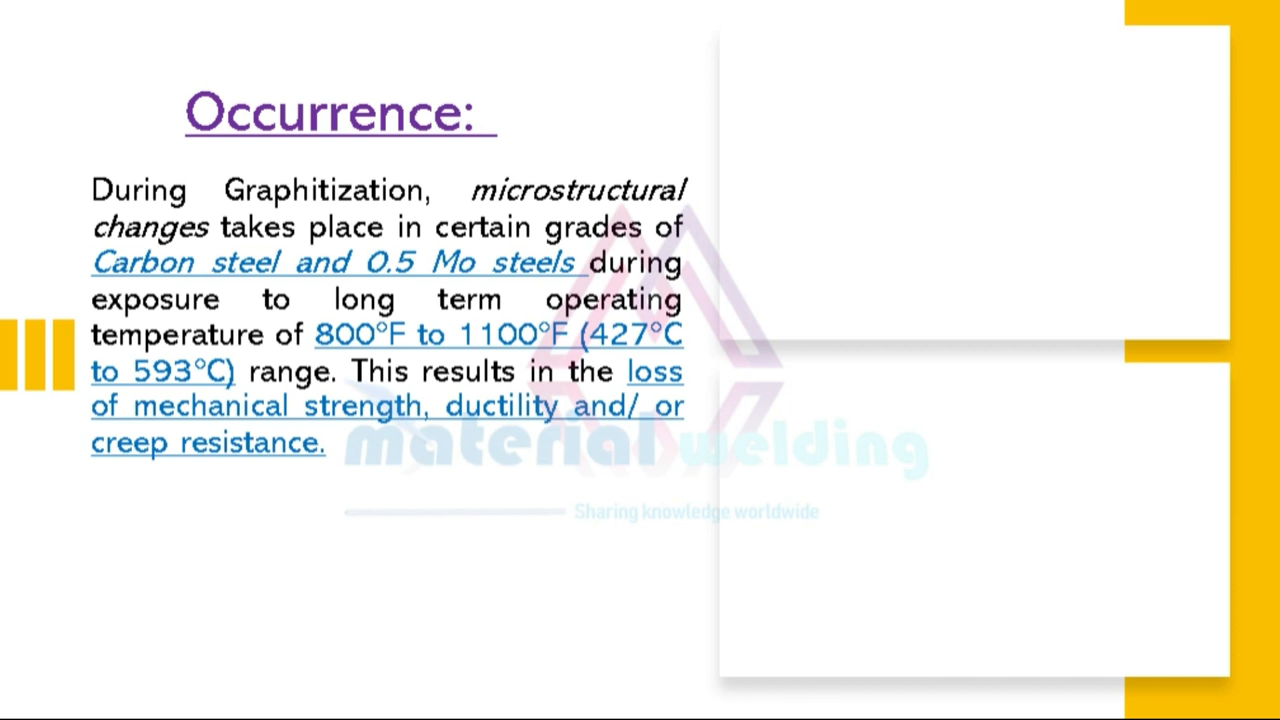 Occurrence:
During Graphitization, microstructural
changes takes place in certain grades of
Carbon steel and 0.5 Mo steels during
exposure to long term operating
temperature of 800°F to 1100°F (427°C
to 593°C) range. This results in the loss
of mechanical strength, ductility and/ or
creep resistance.
material welding
Sharing knowledge worldwide